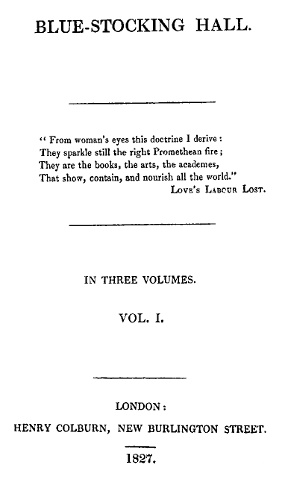 BLUE-STOCKING HALL.
“ From woman's eyes this doctrine I derive :
They sparkle still the right Promethean fire ;
They are the books, the arts, the academes,
That show, contain, and nourish all the world.”
Love's Labour Lost.
IN THREE VOLUMES.
VOL. I.
LONDON:
HENRY COLBURN, NEW BURLINGTON STREET.
1827.